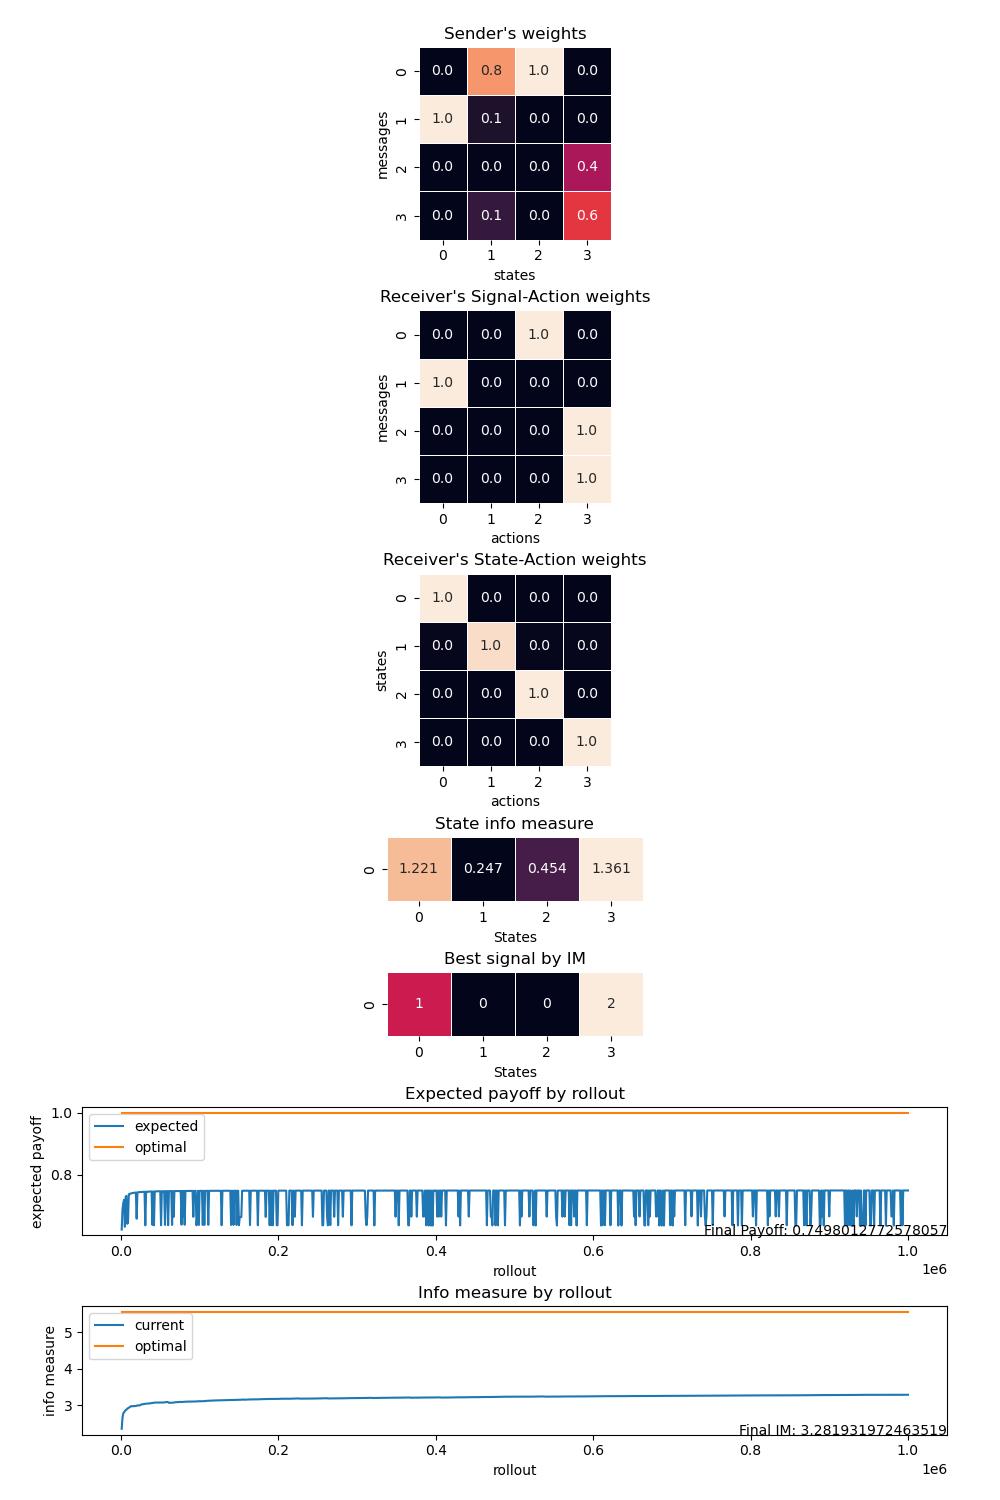 Sender's weights
0 0.0 0.8 1.0 0.0
1 1.0 0.1 0.0 0.0
2 0.0 0.0 0.0 0.4
3 0.0 0.1 0.0 0.6
messages
0 1 2 3
states
Receiver's Signal-Action weights
0 0.0 0.0 1.0 0.0
1 1.0 0.0 0.0 0.0
2 0.0 0.0 0.0 1.0
3 0.0 0.0 0.0 1.0
messages
0 1 2 3
actions
Receiver's State-Action weights
0 1.0 0.0 0.0 0.0
1 0.0 1.0 0.0 0.0
2 0.0 0.0 1.0 0.0
3 0.0 0.0 0.0 1.0
states
0 1 2 3
actions
State info measure
0 1.221 0.247 0.454 1.361
0 1 2 3
States
Best signal by IM
0 1 0 0 2
0 1 2 3
States
Expected payoff by rollout
expected payoff
1.0
0.8
expected
optimal
Final Payoff: 0.7498012772578057
0.0 0.2 0.4 0.6 0.8 1.0
1e6
rollout
Info measure by rollout
info measure
5
4
3
current
optimal
Final IM: 3.281931972463519
0.0 0.2 0.4 0.6 0.8 1.0
1e6
rollout